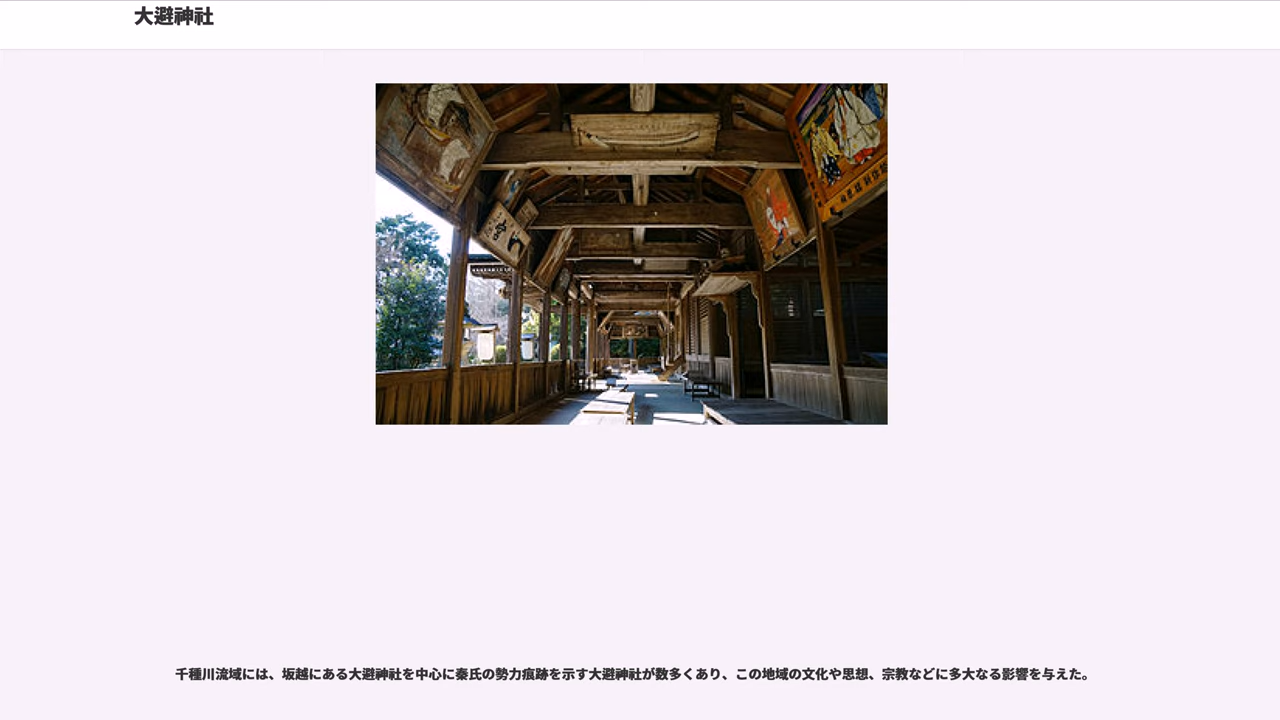 大避神社
千種川流域には、坂越にある大避神社を中心に秦氏の勢力痕跡を示す大避神社が数多くあり、この地域の文化や思想、宗教などに多大なる影響を与えた。